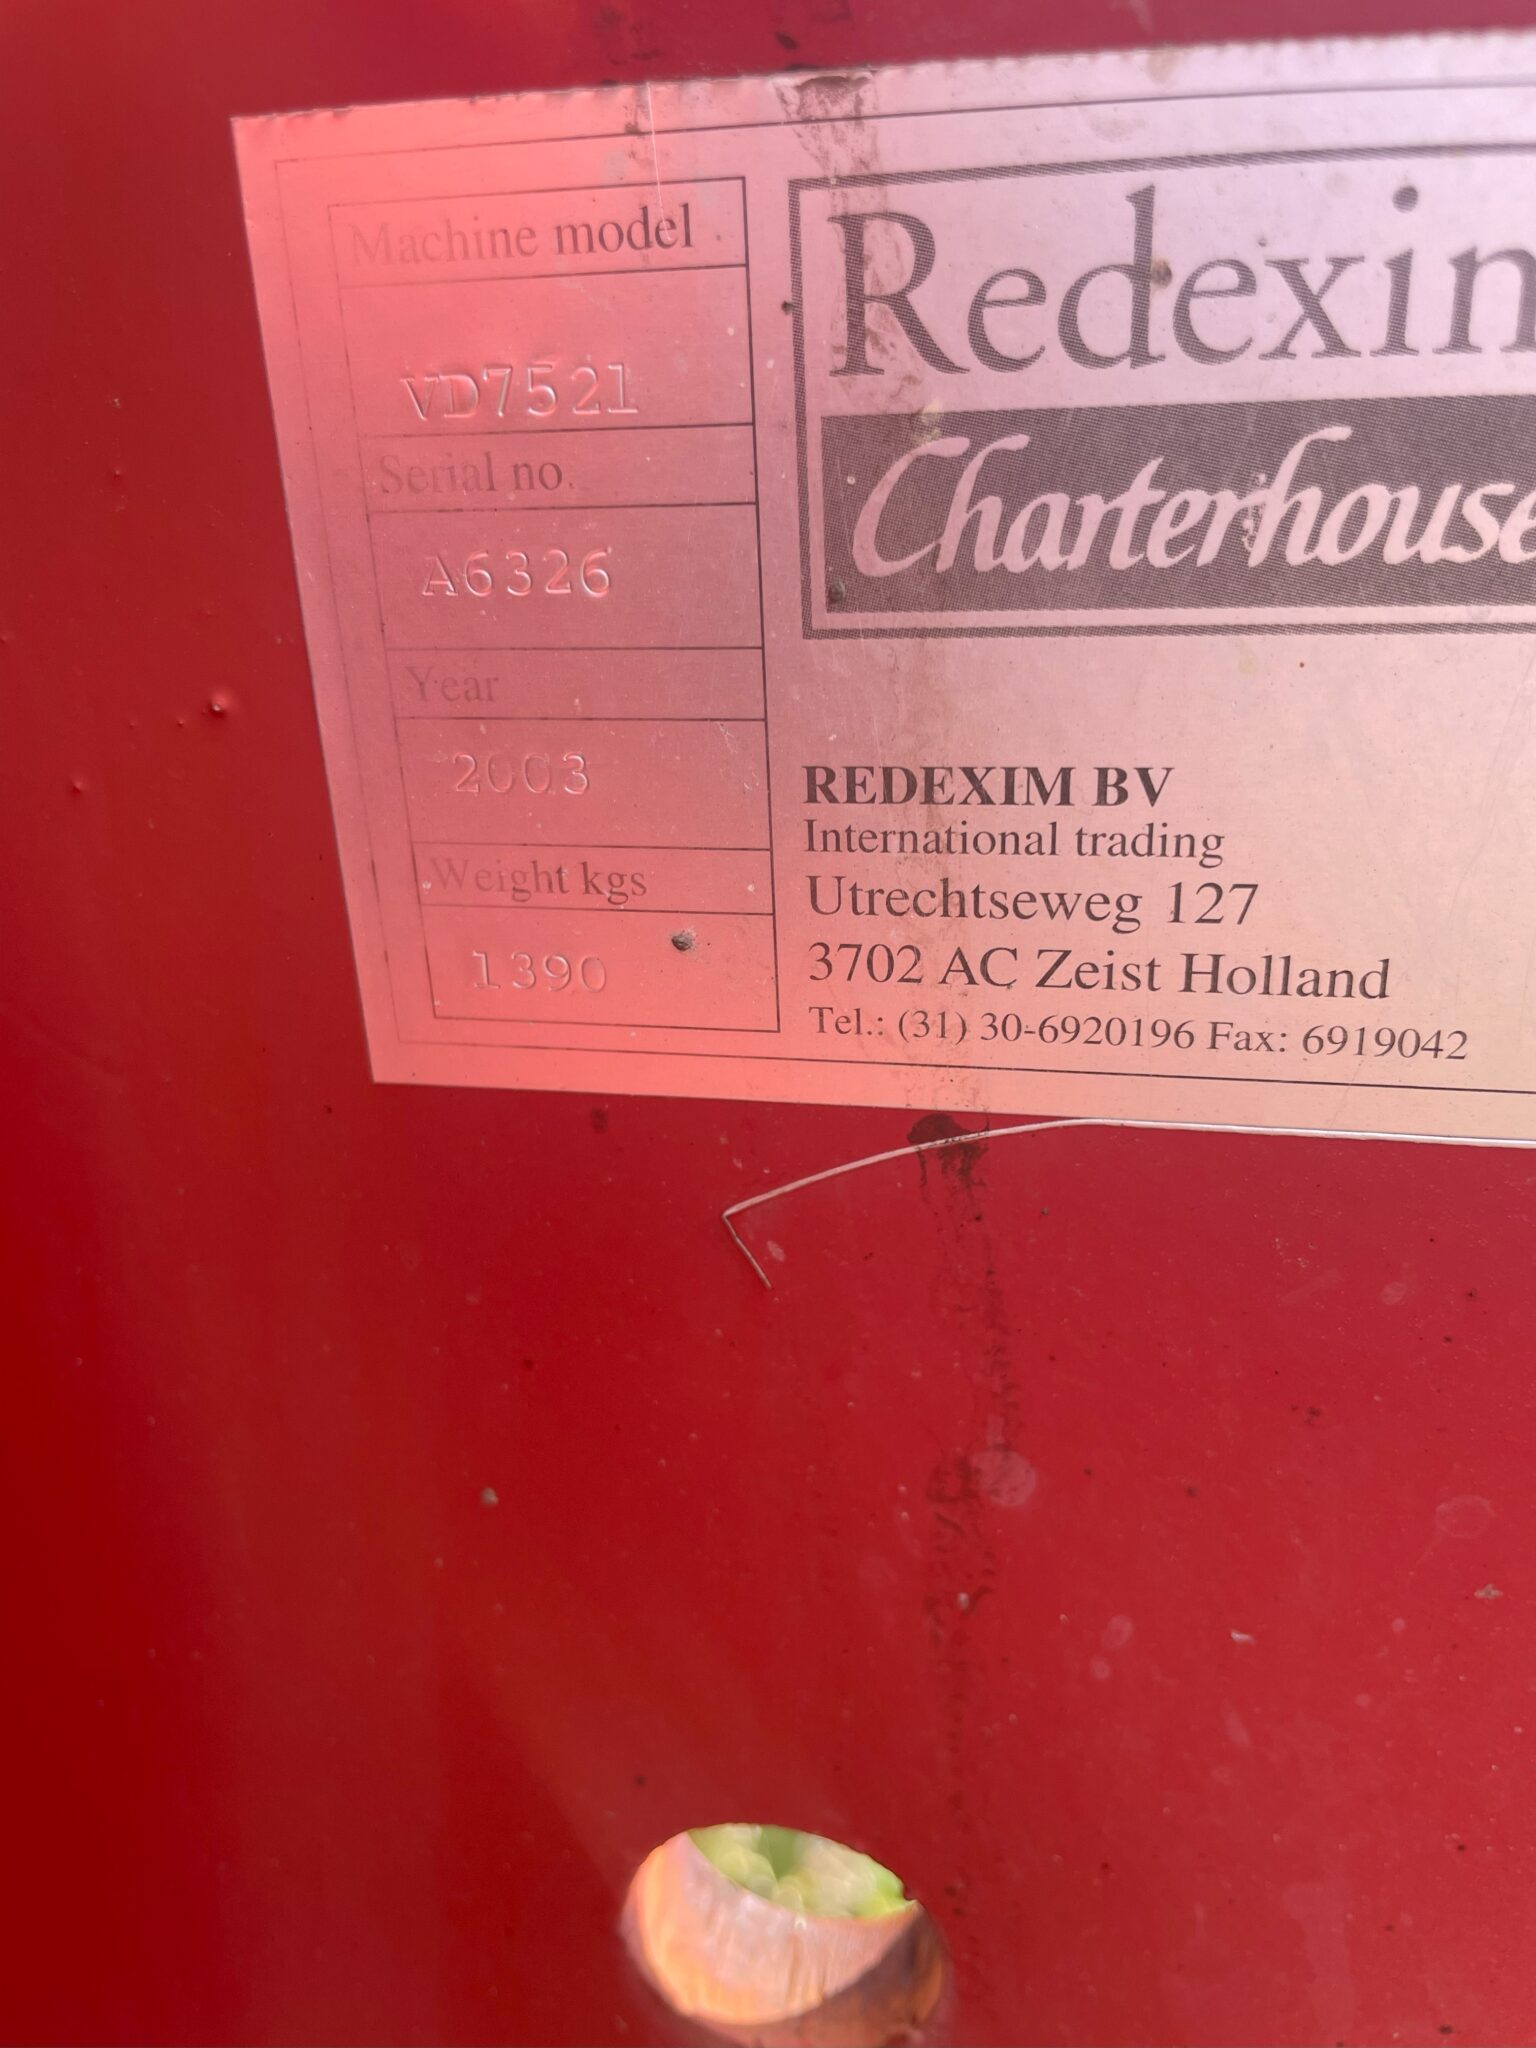 Machine model
VD7521
Serial no.
A6326
Year
2003
Weight kgs
1390
Redexim
Charterhouse
REDEXIM BV
International trading
Utrechtseweg 127
3702 AC Zeist Holland
Tel.: (31) 30-6920196 Fax: 6919042